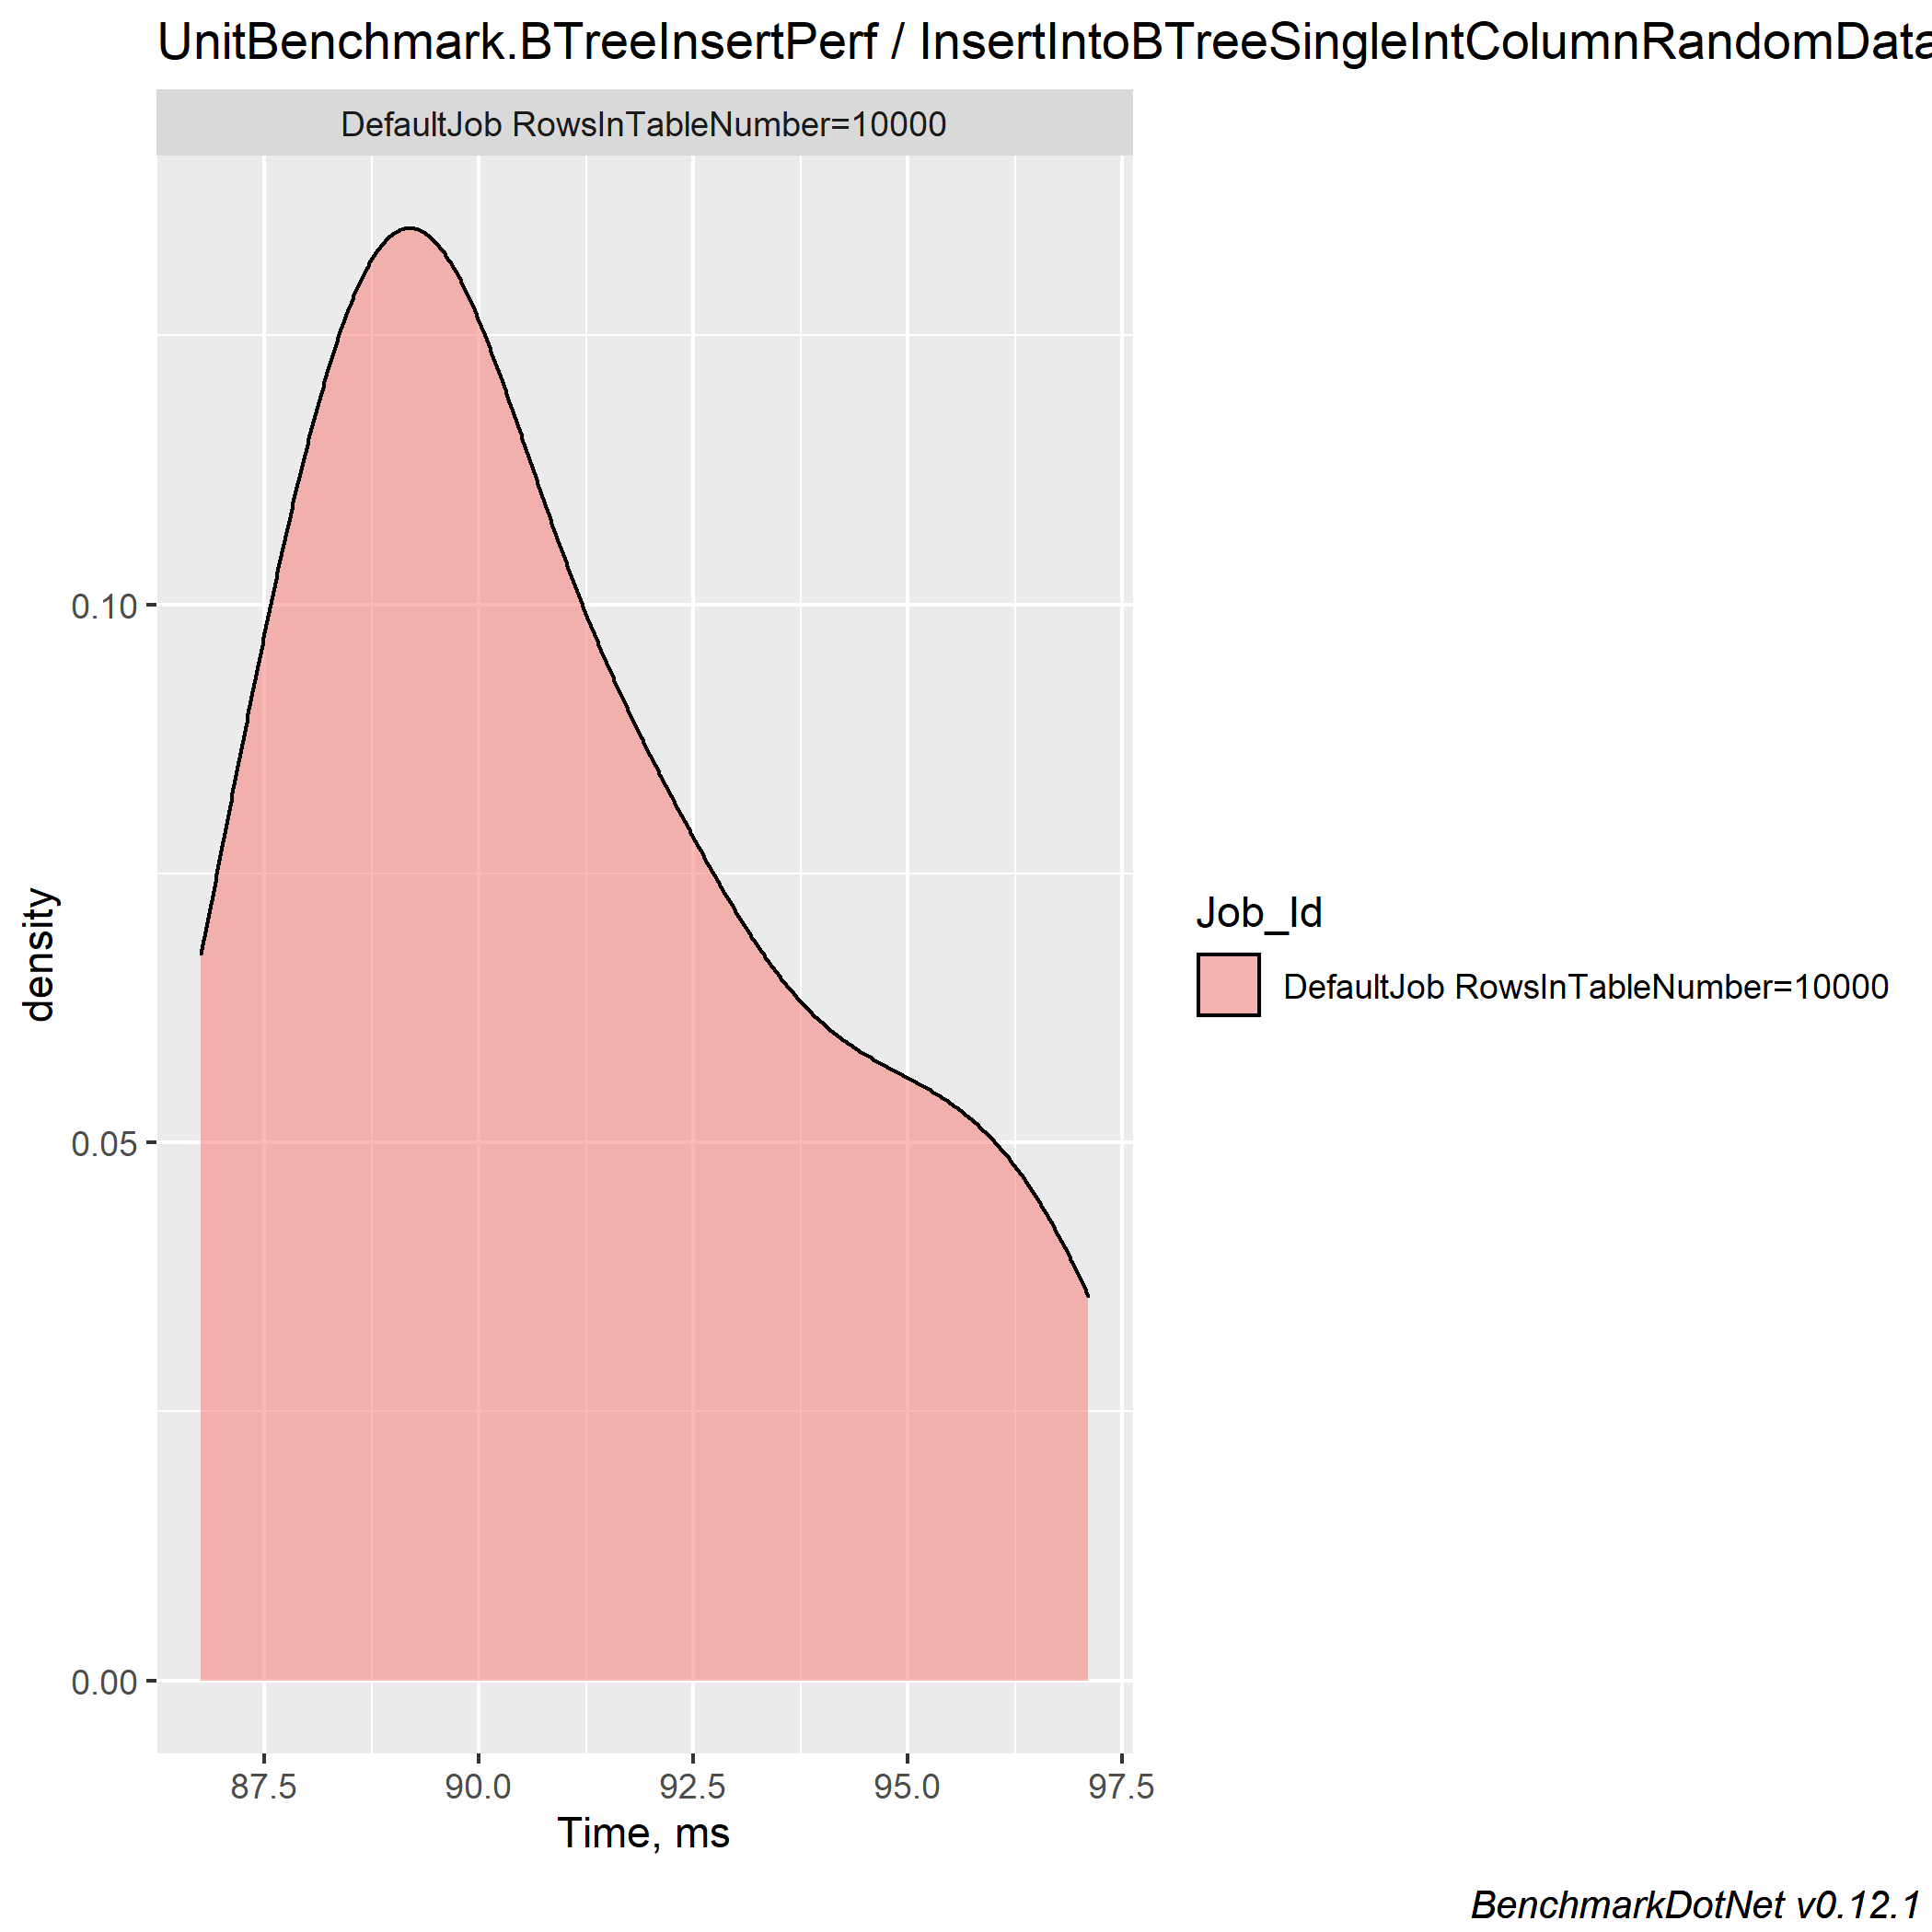 UnitBenchmark.BTreeInsertPerf / InsertIntoBTreeSingleIntColumnRandomData
DefaultJob RowsInTableNumber=10000
0.10
0.05
0.00
density
87.5 90.0 92.5 95.0 97.5
Time, ms
Job_Id
DefaultJob RowsInTableNumber=10000
BenchmarkDotNet v0.12.1